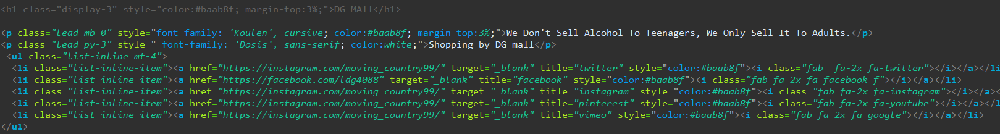 <h1 class="display-3" style="color:#baab8f; margin-top:3%;">DG MAll</h1>
<p class="lead mb-0" style="font-family: 'Koulen', cursive; color:#baab8f; margin-top:3%;">We Don't Sell Alcohol To Teenagers, We Only Sell It To Adults.</p>
<p class="lead py-3" style=" font-family: 'Dosis', sans-serif; color:white;">Shopping by DG mall</p>
<ul class="list-inline mt-4">
<li class="list-inline-item"><a href="https://instagram.com/moving_country99/" target="_blank" title="twitter" style="color:#baab8f"><i class="fab  fa-2x fa-twitter"></i></a></li
<li class="list-inline-item"><a href="https://facebook.com/ldg4088" target="_blank" title="facebook" style="color:#baab8f"><i class="fab fa-2x fa-facebook-f"></i></a></li>
<li class="list-inline-item"><a href="https://instagram.com/moving_country99/" target="_blank" title="instagram" style="color:#baab8f"><i class="fab fa-2x fa-instagram"></i></a><
<li class="list-inline-item"><a href="https://instagram.com/moving_country99/" target="_blank" title="pinterest" style="color:#baab8f"><i class="fab fa-2x fa-youtube"></i></a></l
<li class="list-inline-item"><a href="https://instagram.com/moving_country99/" target="_blank" title="vimeo" style="color:#baab8f"><i class="fab fa-2x fa-google"></i></a></li>
</ul>